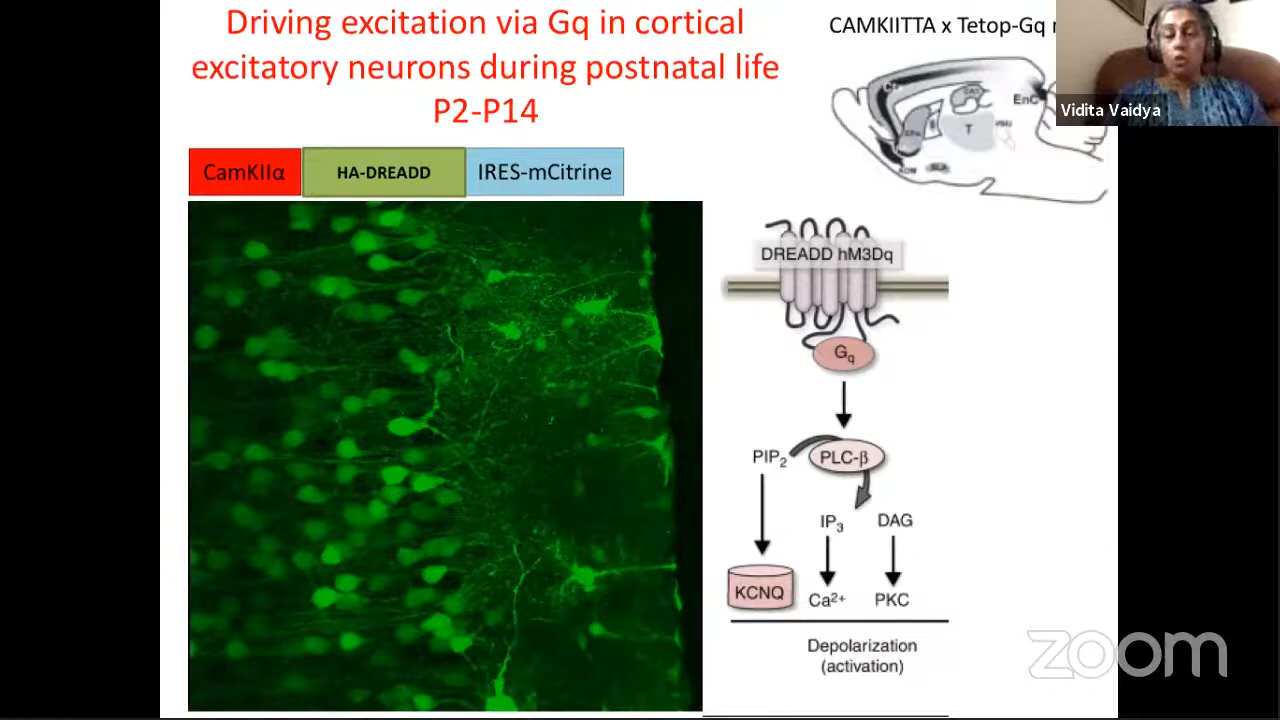 Driving excitation via Gq in cortical
excitatory neurons during postnatal life
P2-P14
CAMKIITTA x Tetop-Gq
Vidita Vaidya
CamKIIα
HA-DREADD
IRES-mCitrine
EnC
T
DREADD hM3Dq
Gq
PIP2
PLC-β
IP3
DAG
KCNQ
Ca2+
PKC
Depolarization
(activation)
zoom